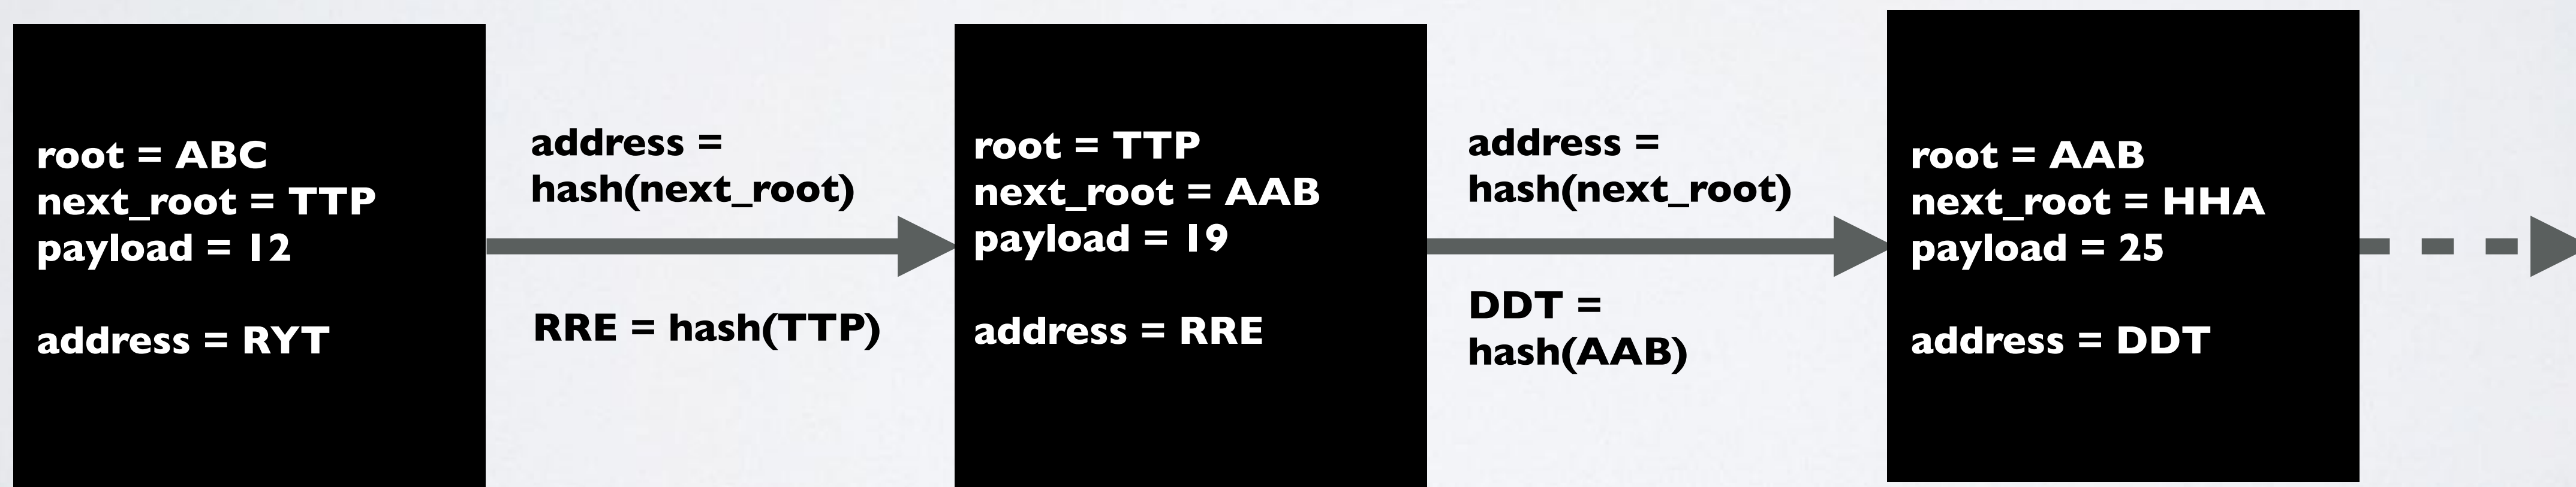 root = ABC
next_root = TTP
payload = 12
address = RYT
address =
hash(next_root)
RRE = hash(TTP)
root = TTP
next_root = AAB
payload = 19
address = RRE
address =
hash(next_root)
DDT =
hash(AAB)
root = AAB
next_root = HHA
payload = 25
address = DDT